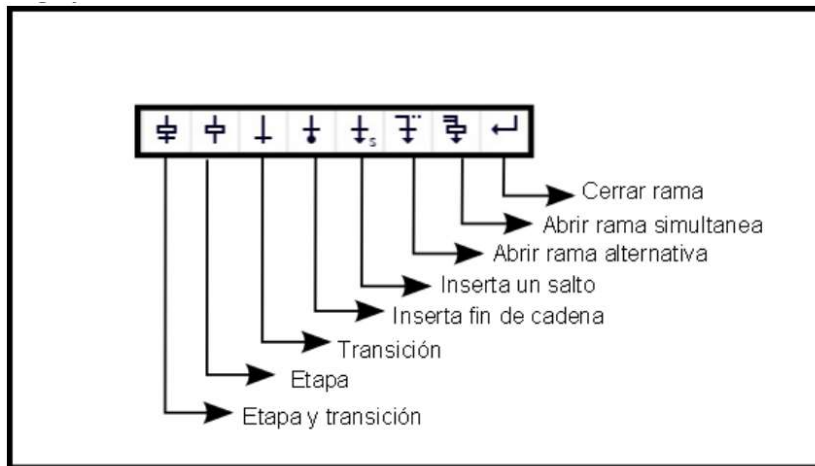 s
Cerrar rama
Abrir rama simultanea
Abrir rama alternativa
Inserta un salto
Inserta fin de cadena
Transición
Etapa
Etapa y transición